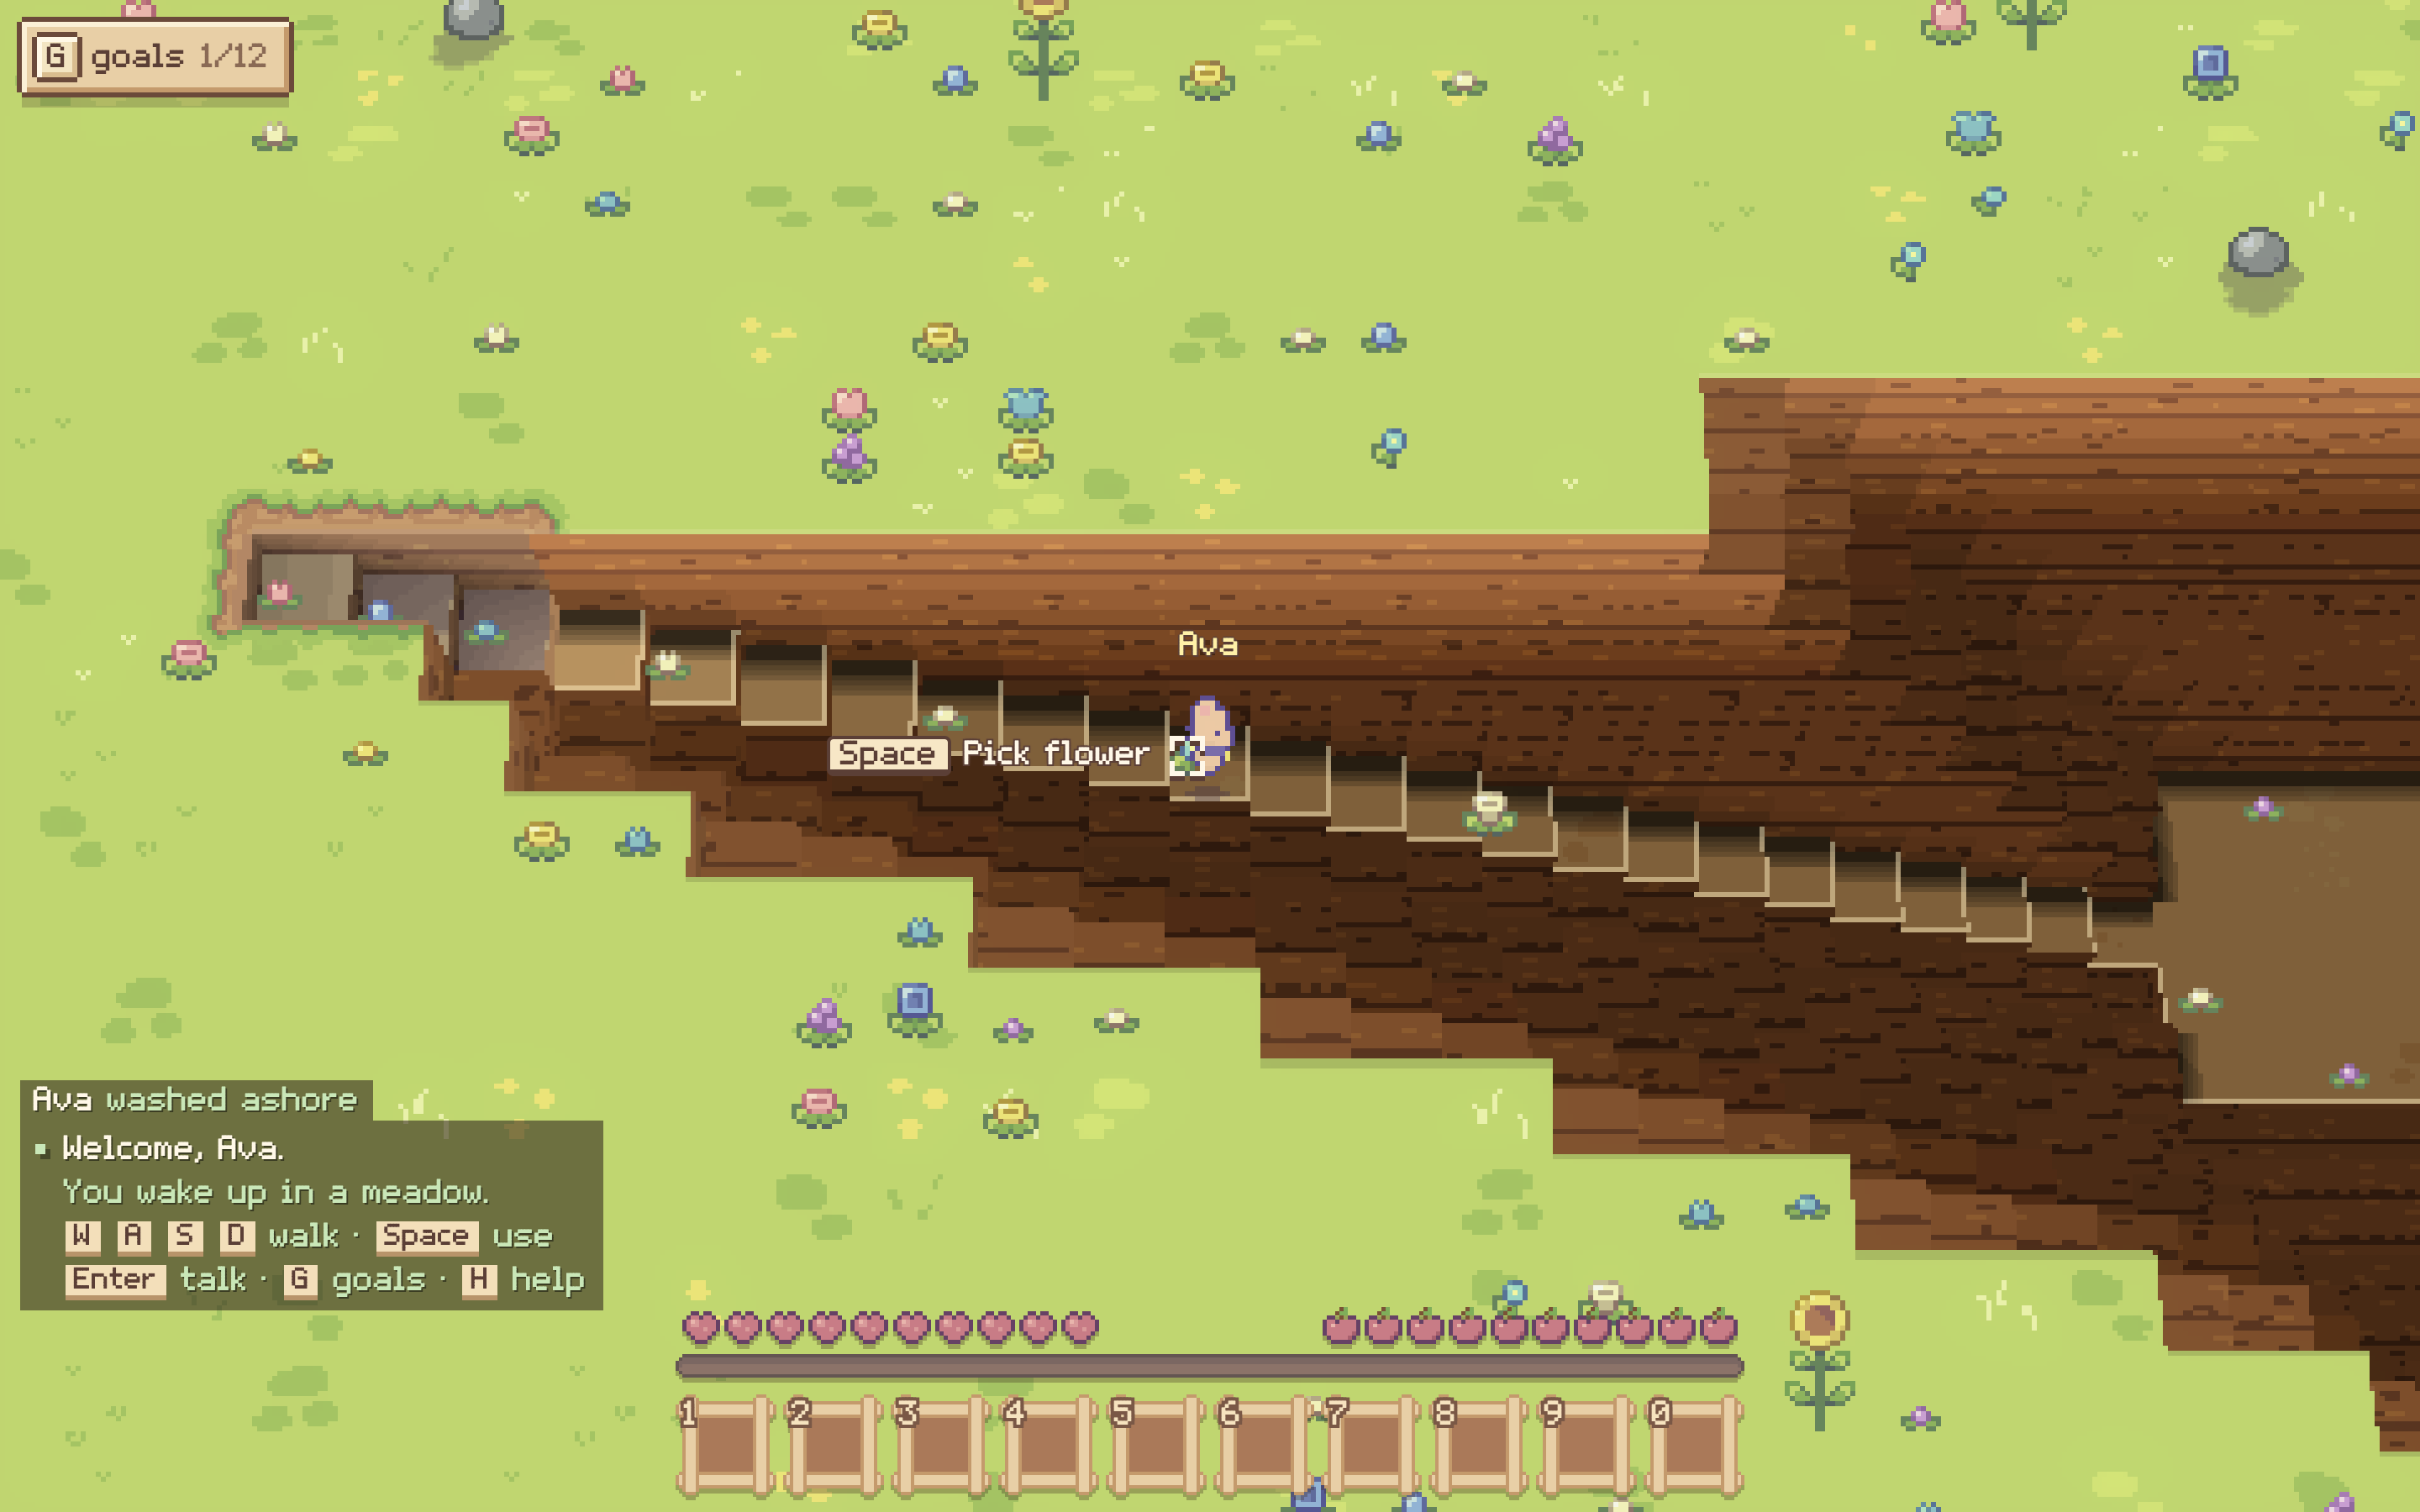 G goals 1/12
Ava
Space Pick flower
Ava washed ashore
Welcome, Ava.
You wake up in a meadow.
W A S D walk · Space use
Enter talk · G goals · H help
1 2 3 4 5 6 7 8 9 0